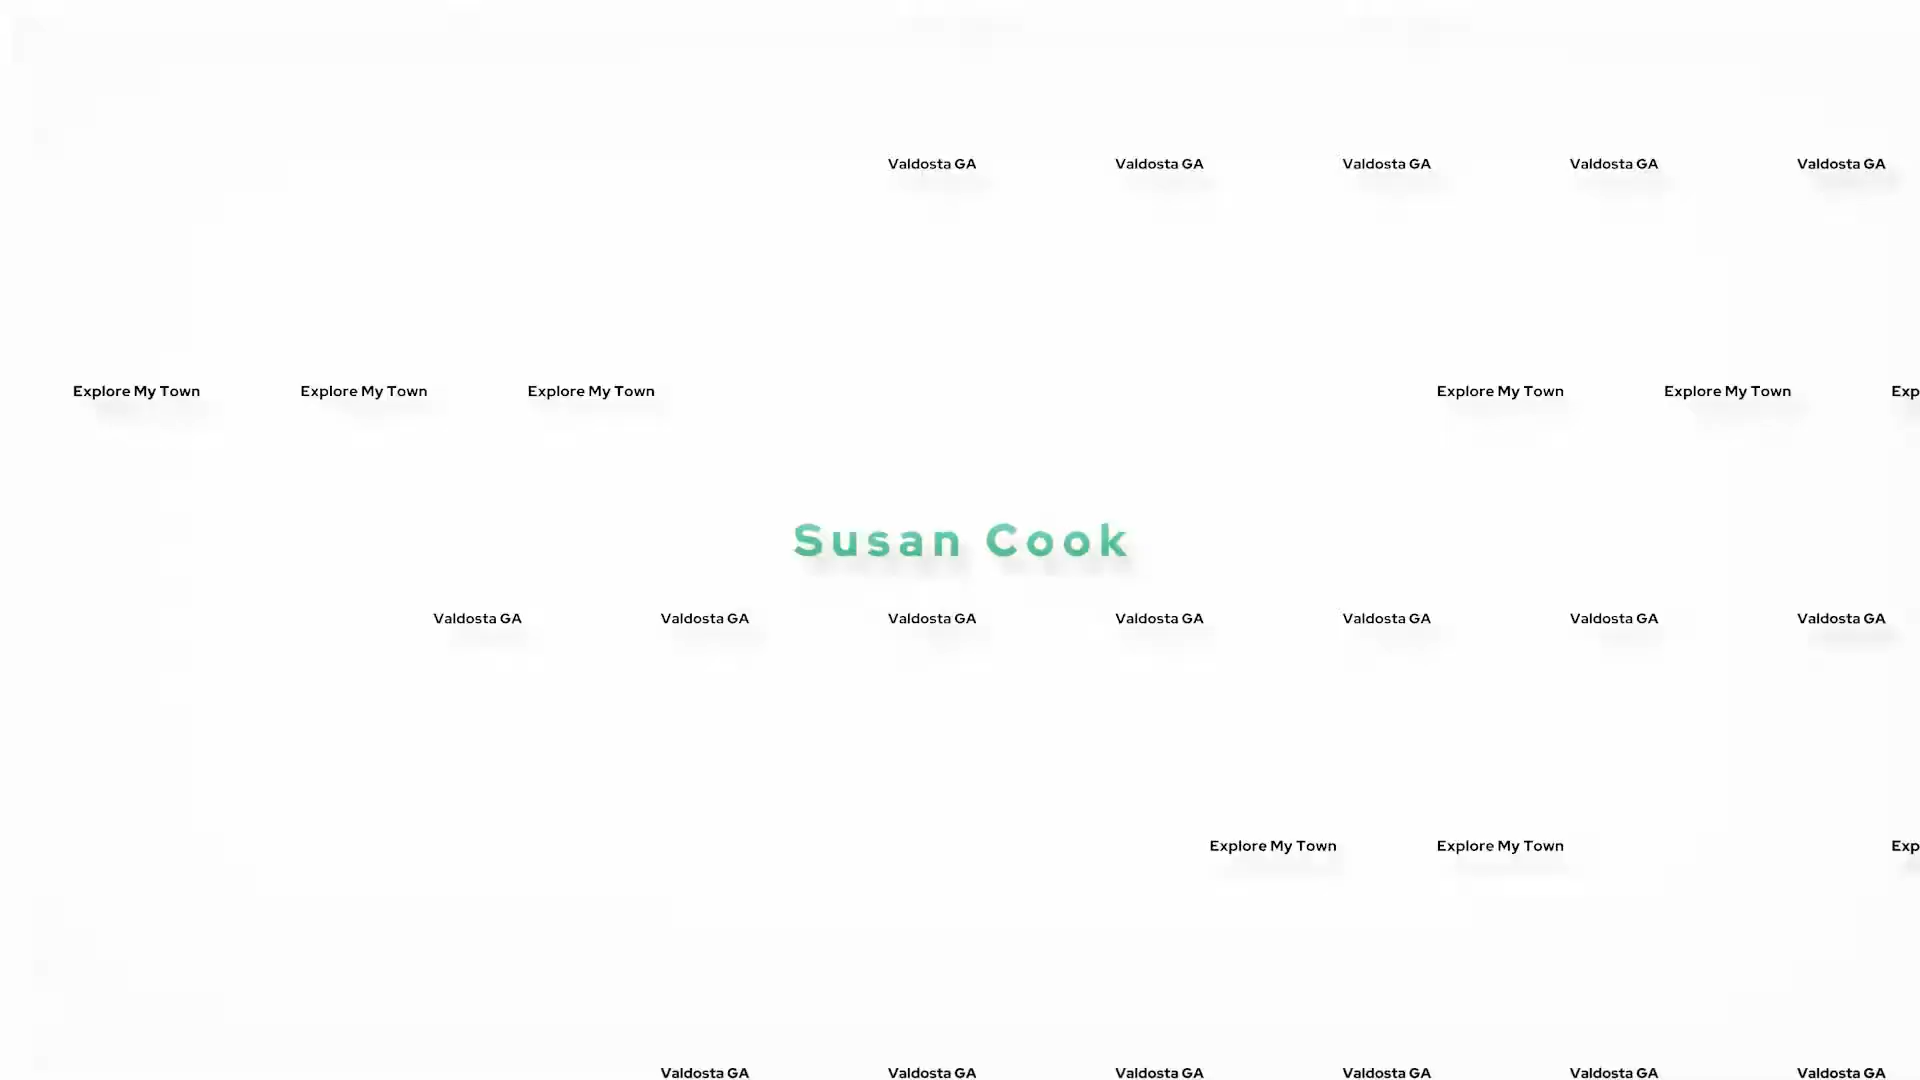 Valdosta GA Valdosta GA Valdosta GA Valdosta GA Valdosta GA
Explore My Town Explore My Town Explore My Town Explore My Town Explore My Town Exp
Susan Cook
Valdosta GA Valdosta GA Valdosta GA Valdosta GA Valdosta GA Valdosta GA Valdosta GA
Explore My Town Explore My Town Exp
Valdosta GA Valdosta GA Valdosta GA Valdosta GA Valdosta GA Valdosta GA